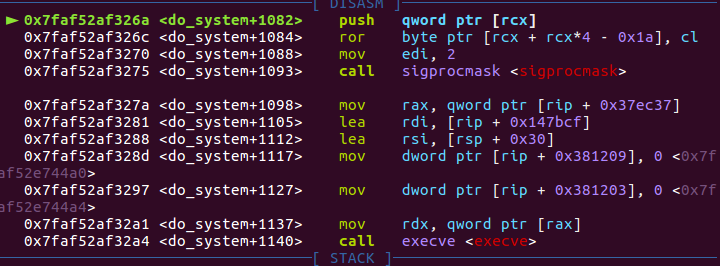 [ DISASM ]
► 0x7faf52af326a <do_system+1082> push qword ptr [rcx]
0x7faf52af326c <do_system+1084> ror byte ptr [rcx + rcx*4 - 0x1a], cl
0x7faf52af3270 <do_system+1088> mov edi, 2
0x7faf52af3275 <do_system+1093> call sigprocmask <sigprocmask>
0x7faf52af327a <do_system+1098> mov rax, qword ptr [rip + 0x37ec37]
0x7faf52af3281 <do_system+1105> lea rdi, [rip + 0x147bcf]
0x7faf52af3288 <do_system+1112> lea rsi, [rsp + 0x30]
0x7faf52af328d <do_system+1117> mov dword ptr [rip + 0x381209], 0 <0x7f
af52e744a0>
0x7faf52af3297 <do_system+1127> mov dword ptr [rip + 0x381203], 0 <0x7f
af52e744a4>
0x7faf52af32a1 <do_system+1137> mov rdx, qword ptr [rax]
0x7faf52af32a4 <do_system+1140> call execve <execve>
[ STACK ]